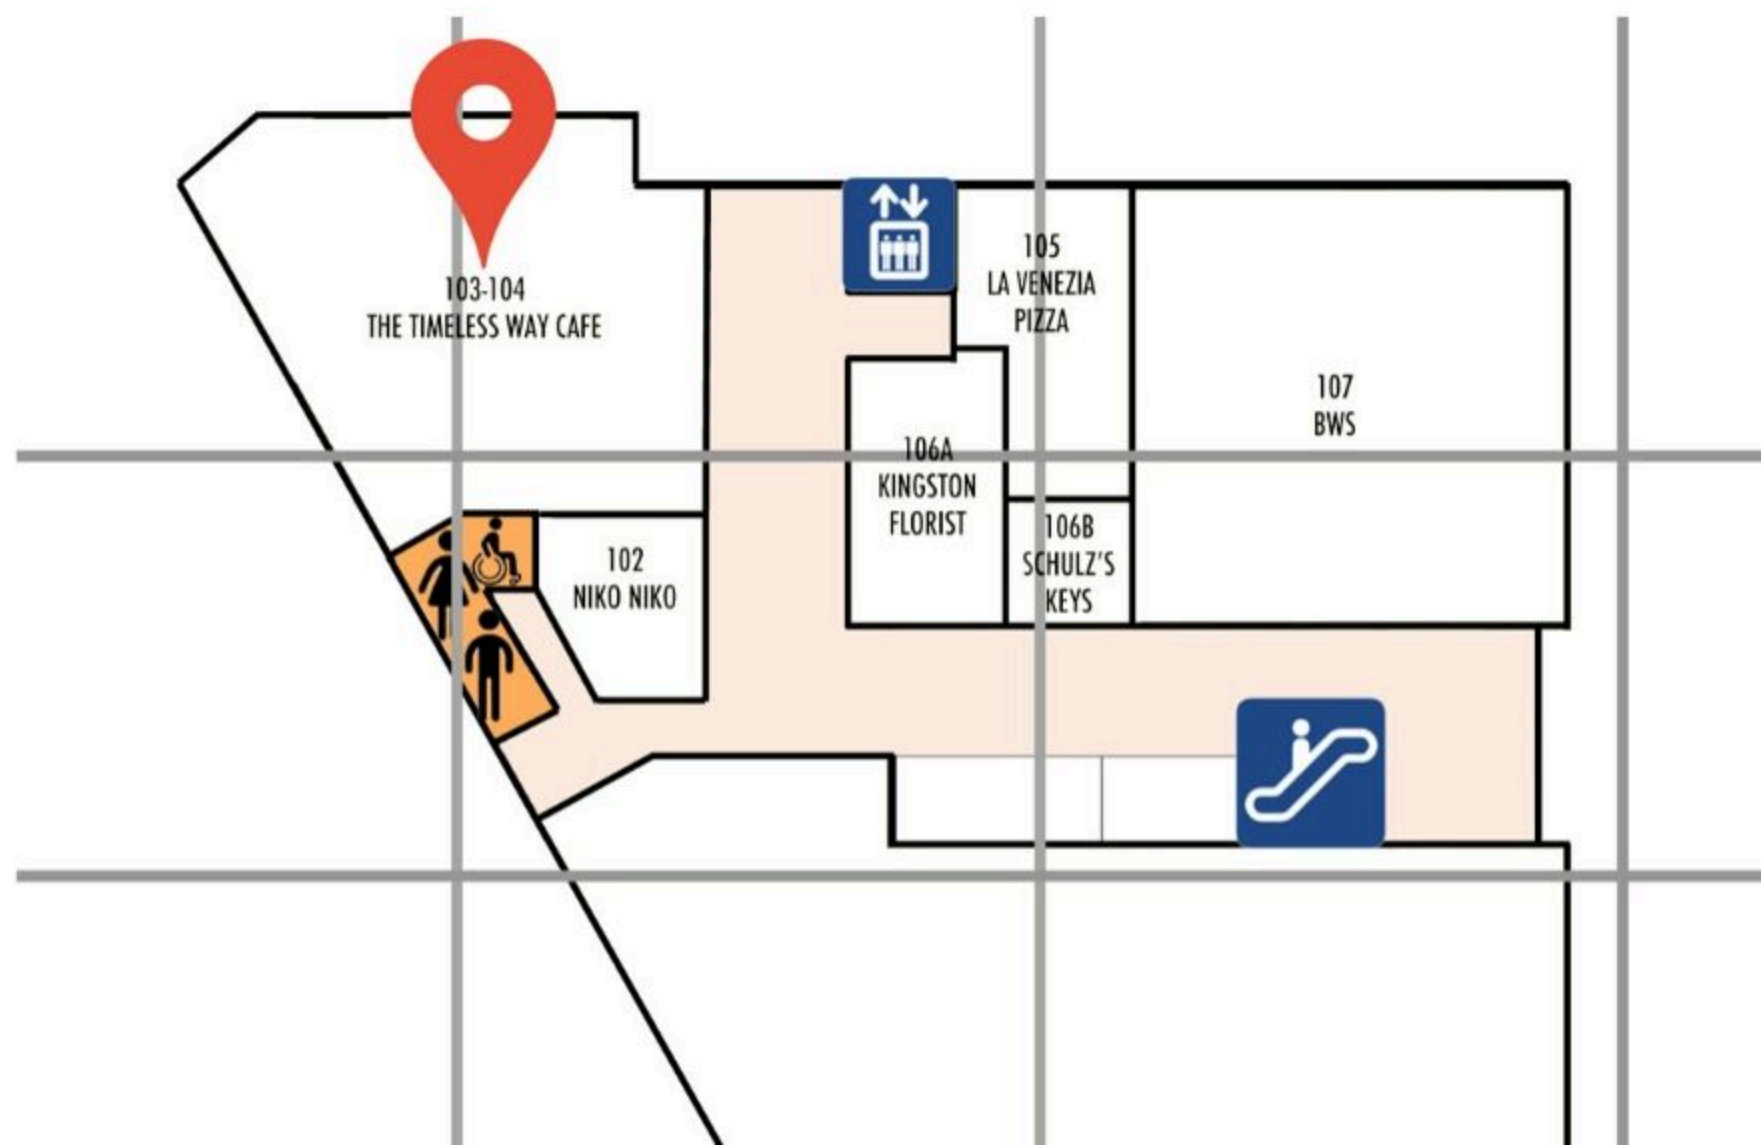 103-104
THE TIMELESS WAY CAFE
105
LA VENEZIA
PIZZA
107
BWS
106A
KINGSTON
FLORIST
106B
SCHULZ'S
KEYS
102
NIKO NIKO